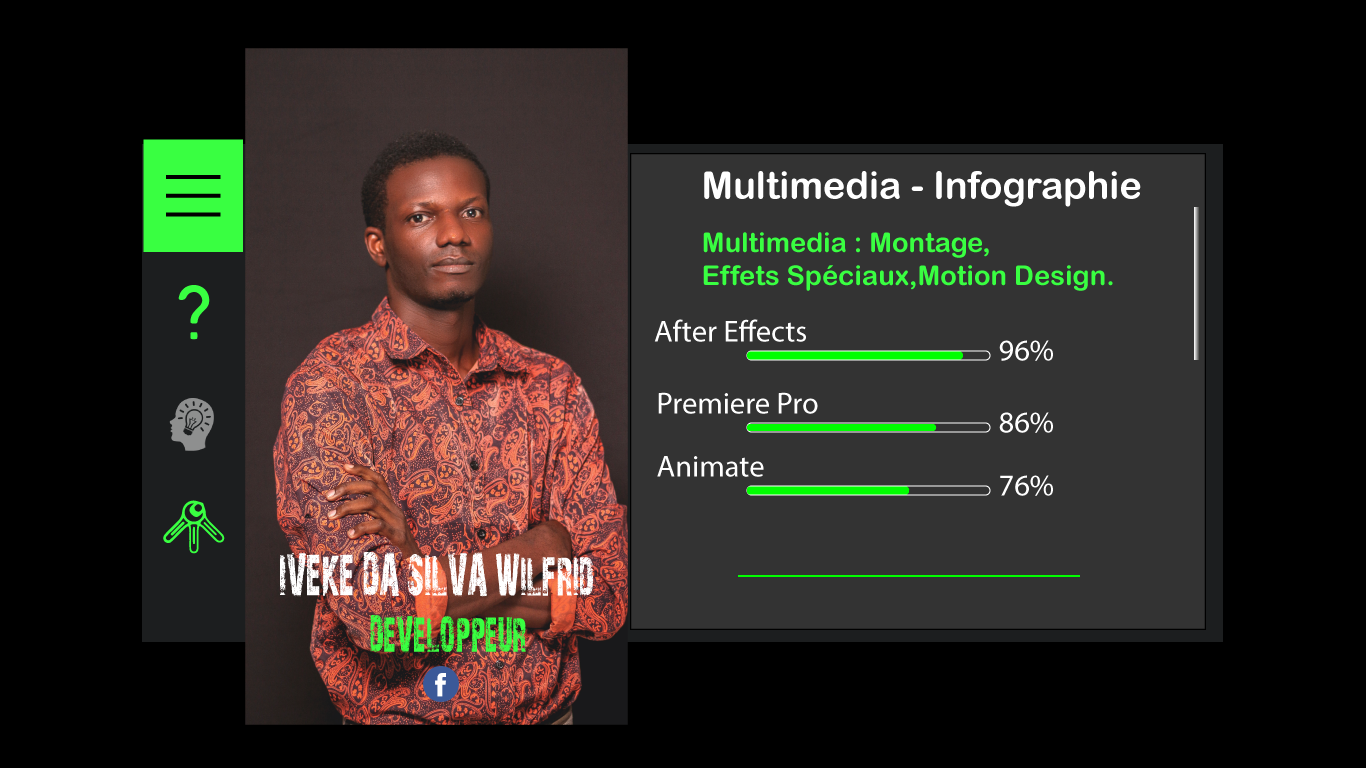 IVEKE DA SILVA WILFRID
DEVELOPPEUR
f
Multimedia - Infographie
Multimedia : Montage,
Effets Spéciaux,Motion Design.
After Effects
96%
Premiere Pro
86%
Animate
76%